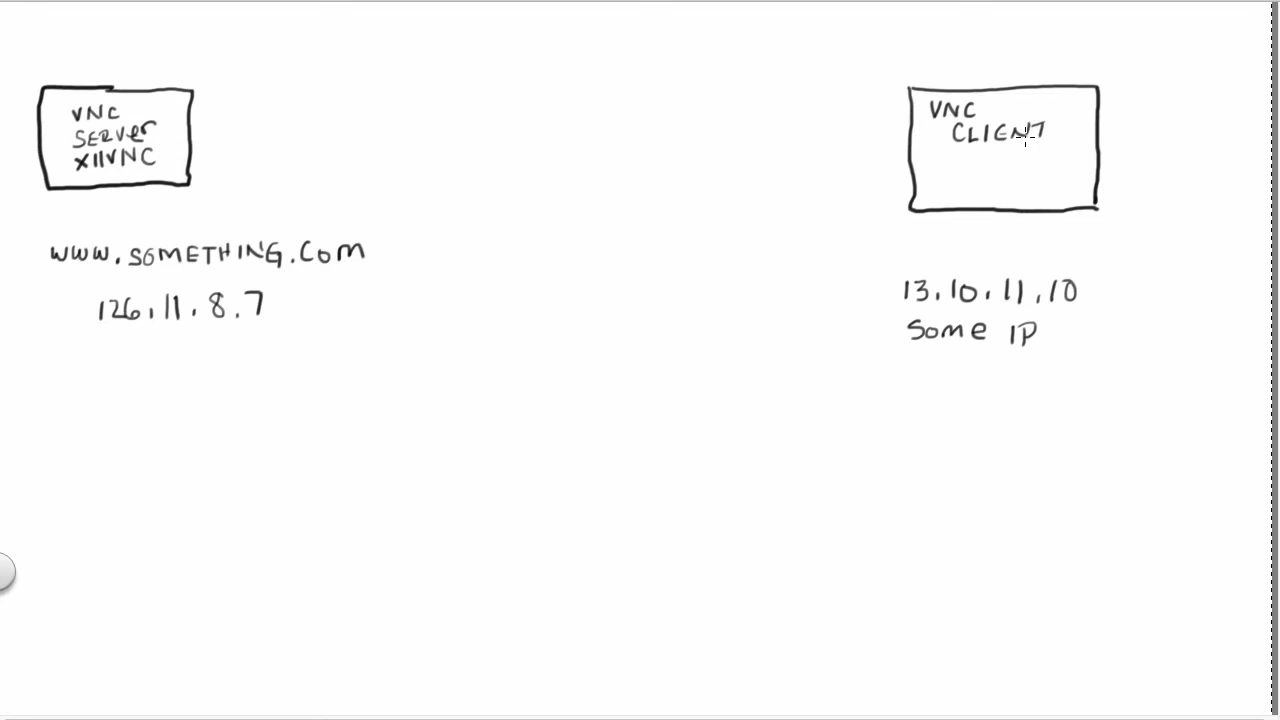 VNC
SERVER
X11VNC
WWW.SOMETHING.COM
126.11.8.7
VNC
CLIENT
13.10.11.10
Some IP